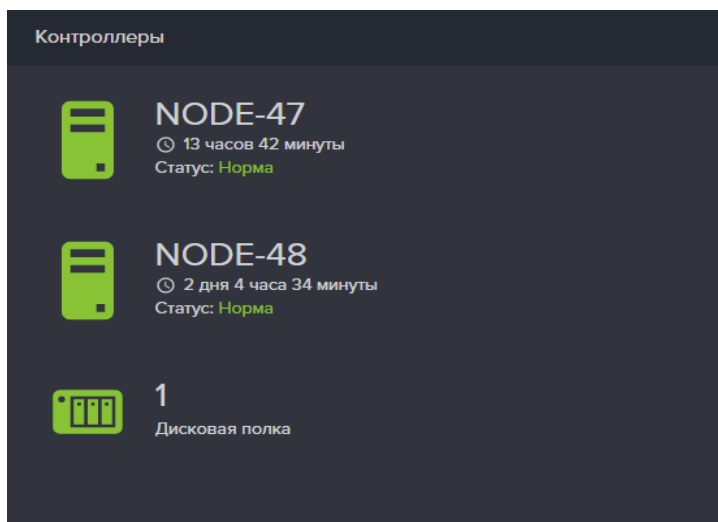 Контроллеры
NODE-47
13 часов 42 минуты
Статус: Норма
NODE-48
2 дня 4 часа 34 минуты
Статус: Норма
1
Дисковая полка